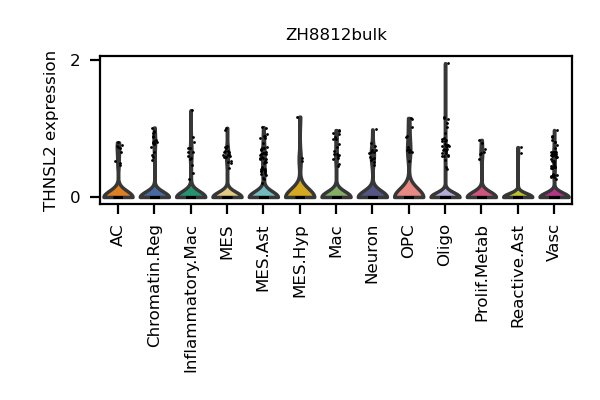 ZH8812bulk
THNSL2 expression
2
0
AC
Chromatin.Reg
Inflammatory.Mac
MES
MES.Ast
MES.Hyp
Mac
Neuron
OPC
Oligo
Prolif.Metab
Reactive.Ast
Vasc